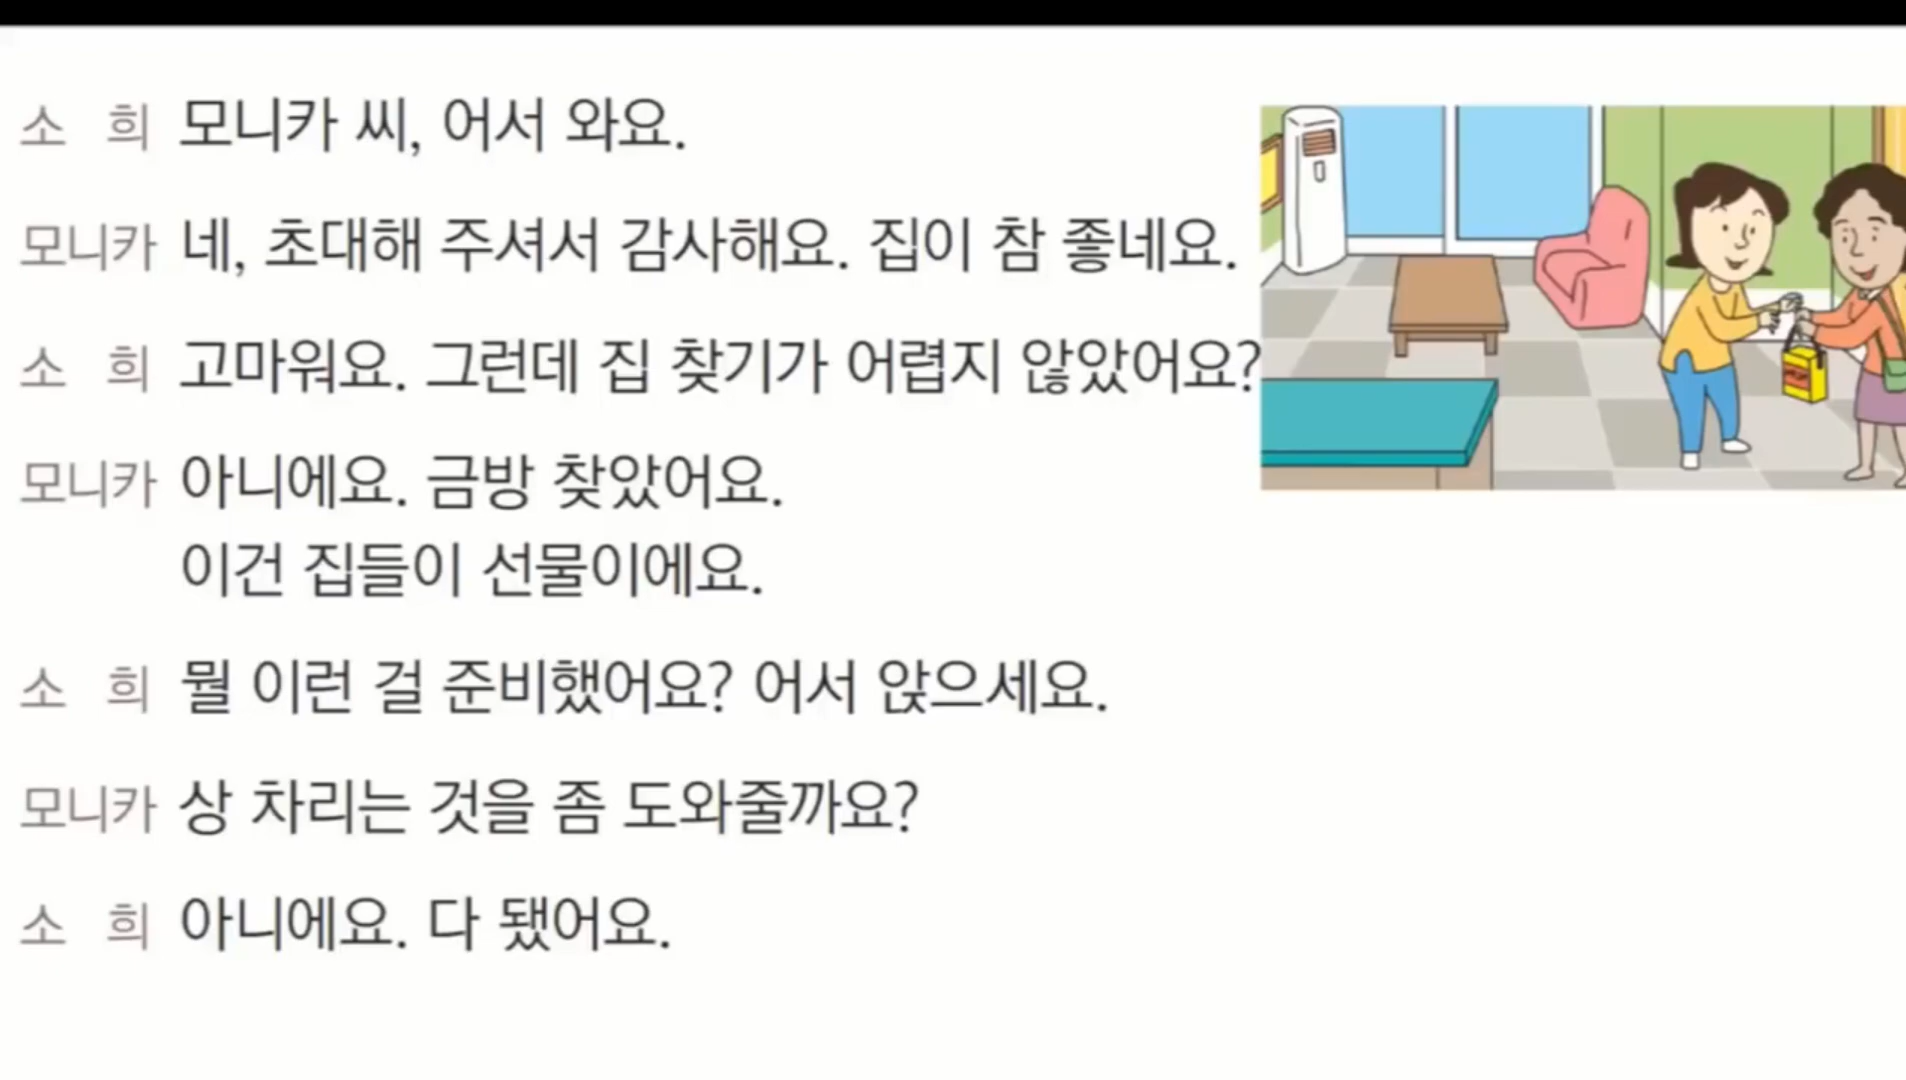 소 희 모니카 씨, 어서 와요.
모니카 네, 초대해 주셔서 감사해요. 집이 참 좋네요.
소 희 고마워요. 그런데 집 찾기가 어렵지 않았어요?
모니카 아니에요. 금방 찾았어요.
이건 집들이 선물이에요.
소 희 뭘 이런 걸 준비했어요? 어서 앉으세요.
모니카 상 차리는 것을 좀 도와줄까요?
소 희 아니에요. 다 됐어요.